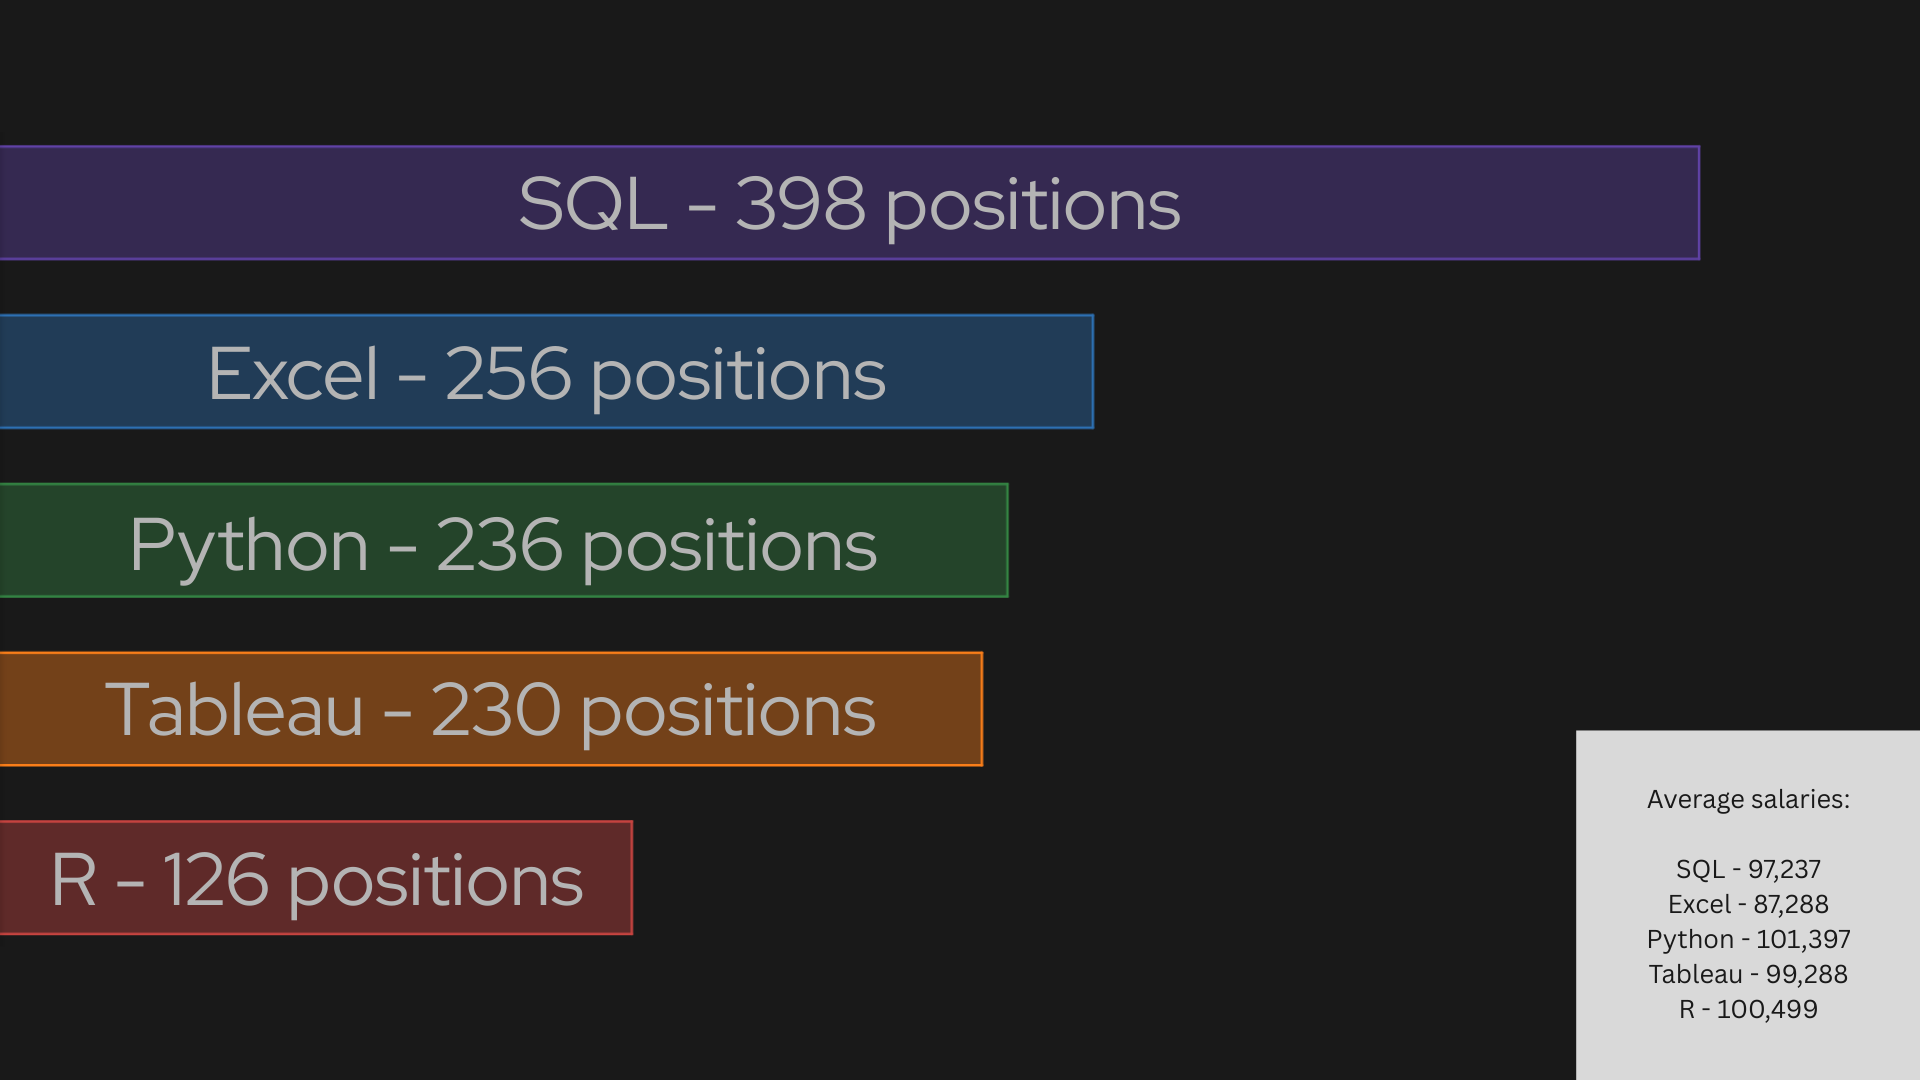 SQL - 398 positions
Excel - 256 positions
Python - 236 positions
Tableau - 230 positions
R - 126 positions
Average salaries:
SQL - 97,237
Excel - 87,288
Python - 101,397
Tableau - 99,288
R - 100,499